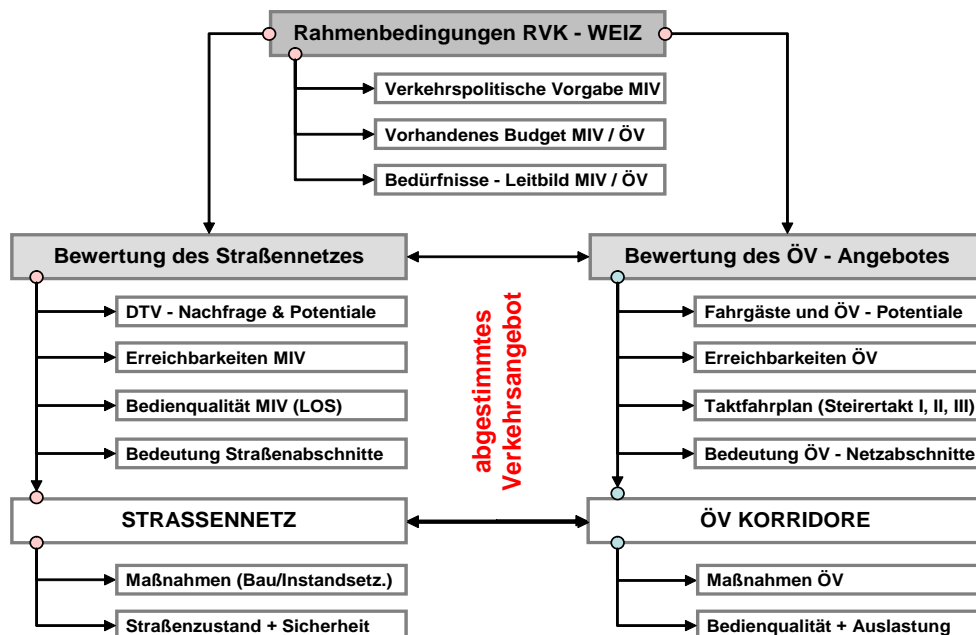 Rahmenbedingungen RVK - WEIZ
Verkehrspolitische Vorgabe MIV
Vorhandenes Budget MIV / ÖV
Bedürfnisse - Leitbild MIV / ÖV
Bewertung des Straßennetzes
DTV - Nachfrage & Potentiale
Erreichbarkeiten MIV
Bedienqualität MIV (LOS)
Bedeutung Straßenabschnitte
STRASSENNETZ
Maßnahmen (Bau/Instandsetz.)
Straßenzustand + Sicherheit
abgestimmtes
Verkehrsangebot
Bewertung des ÖV - Angebotes
Fahrgäste und ÖV - Potentiale
Erreichbarkeiten ÖV
Taktfahrplan (Steirertakt I, II, III)
Bedeutung ÖV - Netzabschnitte
ÖV KORRIDORE
Maßnahmen ÖV
Bedienqualität + Auslastung